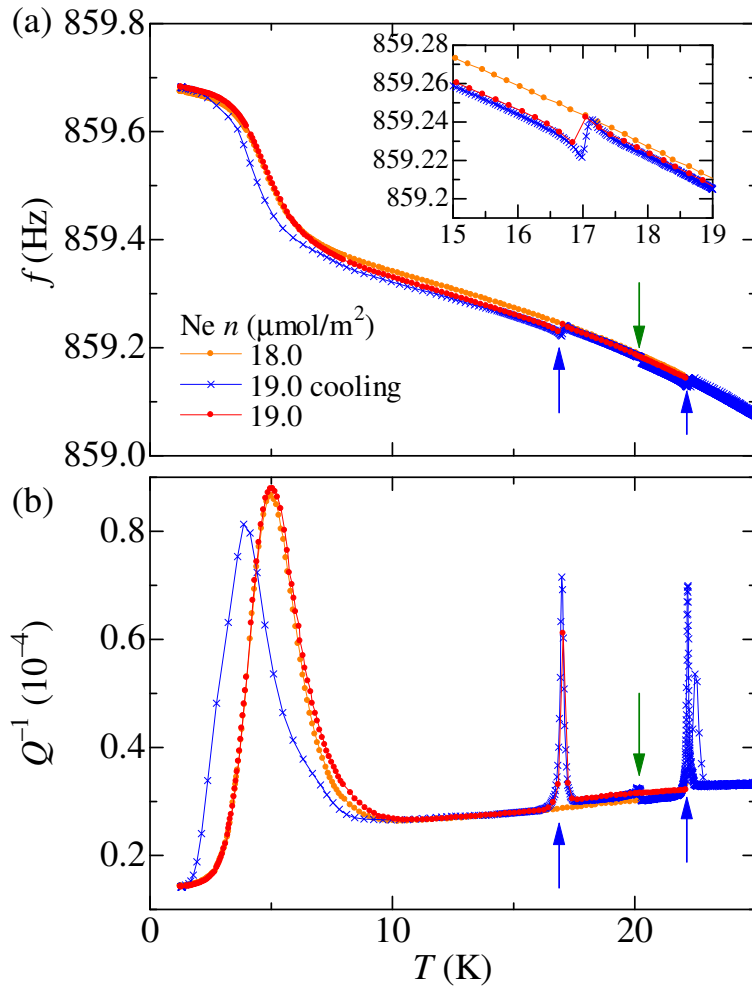 (a)
859.8
859.6
859.4
859.2
859.0
f (Hz)
859.28
859.26
859.24
859.22
859.2
15 16 17 18 19
Ne n (μmol/m²)
18.0
19.0 cooling
19.0
(b)
0.8
0.6
0.4
0.2
Q⁻¹ (10⁻⁴)
0 10 20
T (K)